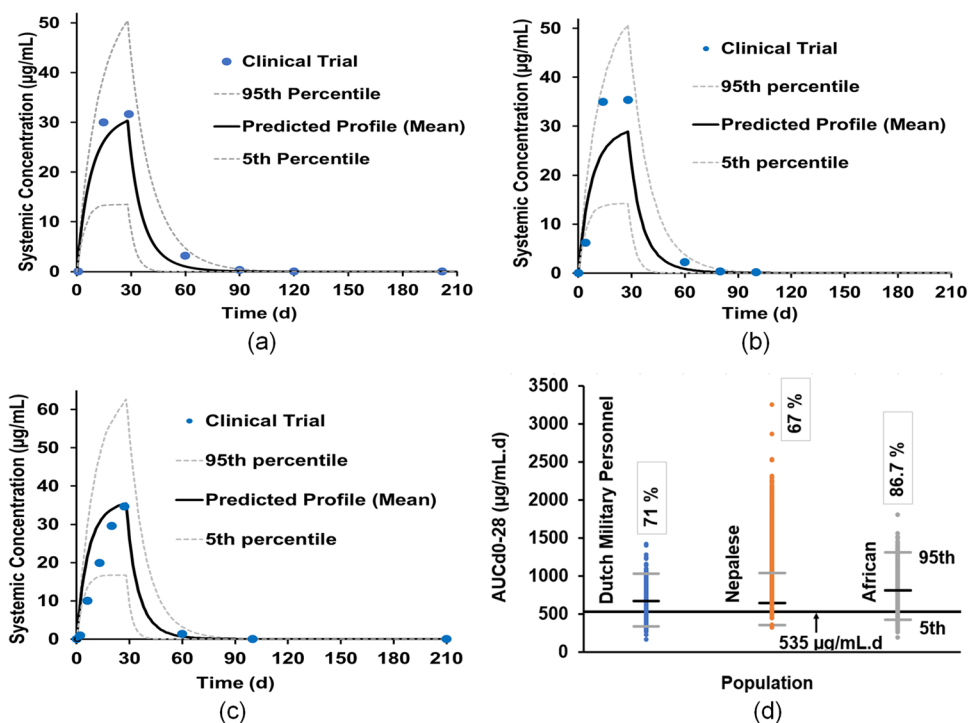 Systemic Concentration (µg/mL)
50
40
30
20
10
0
Clinical Trial
95th Percentile
Predicted Profile (Mean)
5th Percentile
0 30 60 90 120 150 180 210
Time (d)
(a)
Systemic Concentration (µg/mL)
50
40
30
20
10
0
Clinical Trial
95th percentile
Predicted Profile (Mean)
5th percentile
0 30 60 90 120 150 180 210
Time (d)
(b)
Systemic Concentration (µg/mL)
60
50
40
30
20
10
0
Clinical Trial
95th percentile
Predicted Profile (Mean)
5th percentile
0 30 60 90 120 150 180 210
Time (d)
(c)
AUCd0-28 (µg/mL.d)
3500
3000
2500
2000
1500
1000
500
0
Dutch Military Personnel
71 %
Nepalese
67 %
African
86.7 %
95th
5th
535 µg/mL.d
Population
(d)